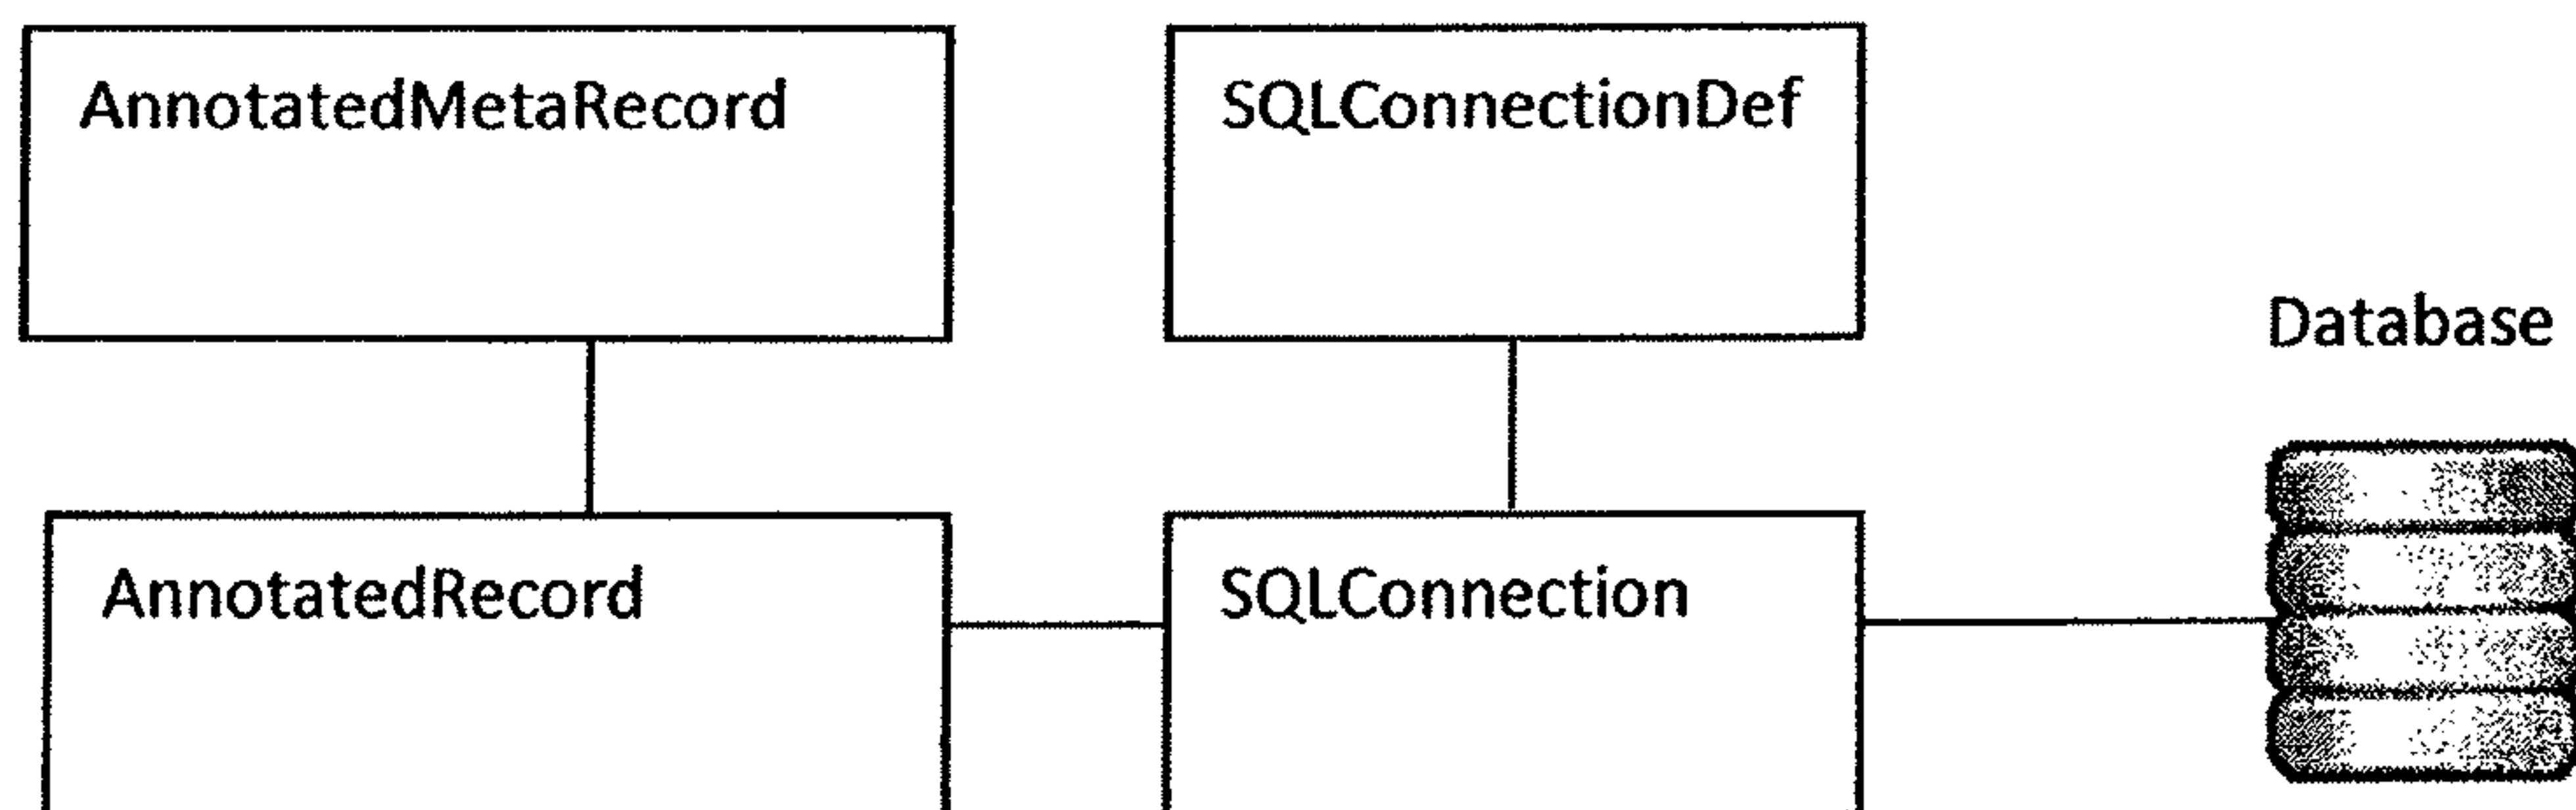 AnnotatedMetaRecord
SQLConnectionDef
Database
AnnotatedRecord
SQLConnection